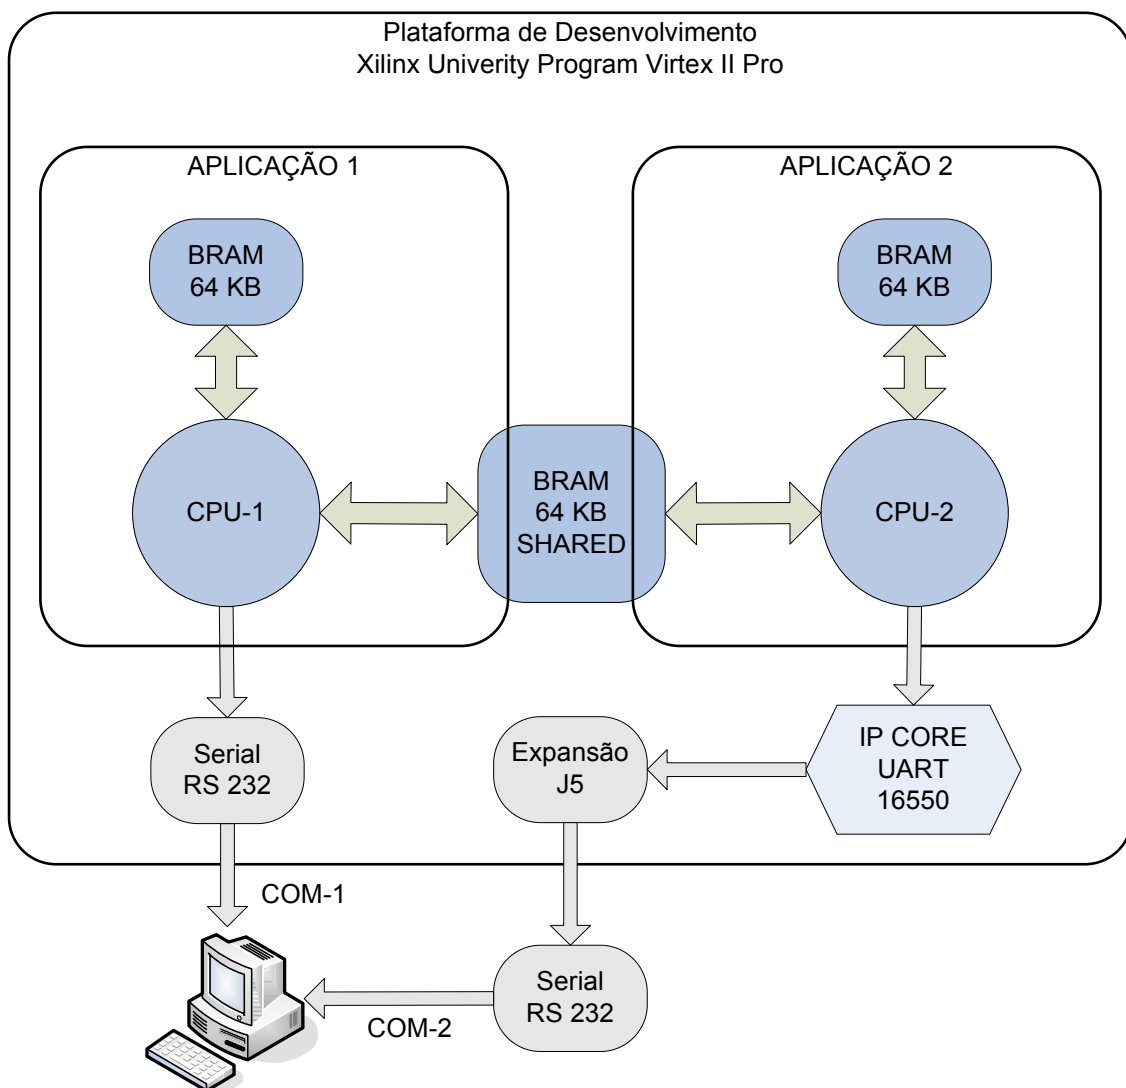 Plataforma de Desenvolvimento
Xilinx Univerity Program Virtex II Pro
APLICAÇÃO 1
APLICAÇÃO 2
BRAM
64 KB
BRAM
64 KB
CPU-1
BRAM
64 KB
SHARED
CPU-2
Serial
RS 232
Expansão
J5
IP CORE
UART
16550
COM-1
Serial
RS 232
COM-2